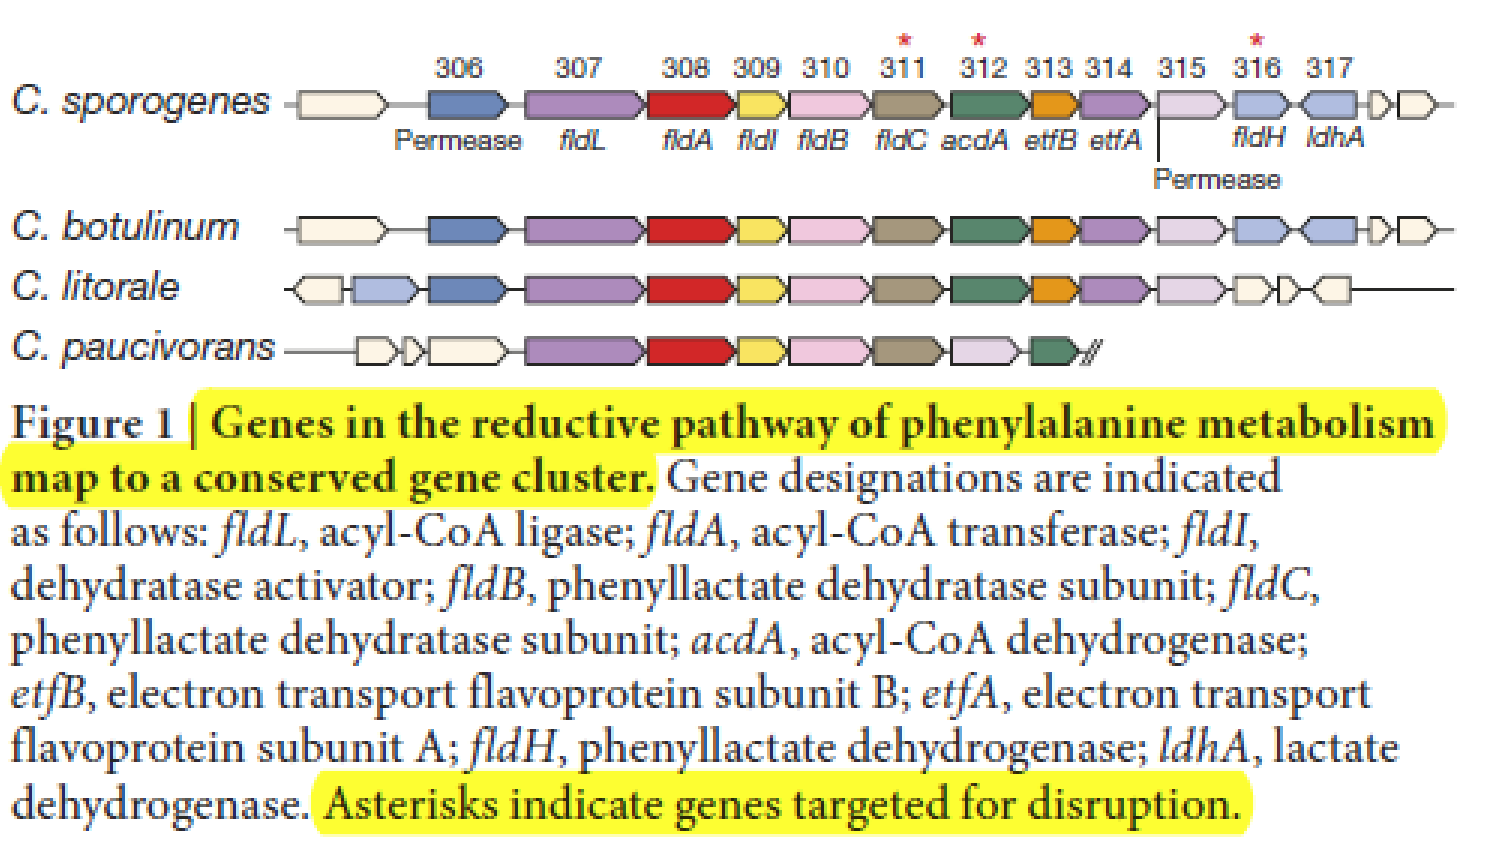 * * *
306 307 308 309 310 311 312 313 314 315 316 317
C. sporogenes
Permease fldL fldA fldI fldB fldC acdA etfB etfA fldH ldhA
Permease
C. botulinum
C. litorale
C. paucivorans
Figure 1 | Genes in the reductive pathway of phenylalanine metabolism
map to a conserved gene cluster. Gene designations are indicated
as follows: fldL, acyl-CoA ligase; fldA, acyl-CoA transferase; fldI,
dehydratase activator; fldB, phenyllactate dehydratase subunit; fldC,
phenyllactate dehydratase subunit; acdA, acyl-CoA dehydrogenase;
etfB, electron transport flavoprotein subunit B; etfA, electron transport
flavoprotein subunit A; fldH, phenyllactate dehydrogenase; ldhA, lactate
dehydrogenase. Asterisks indicate genes targeted for disruption.